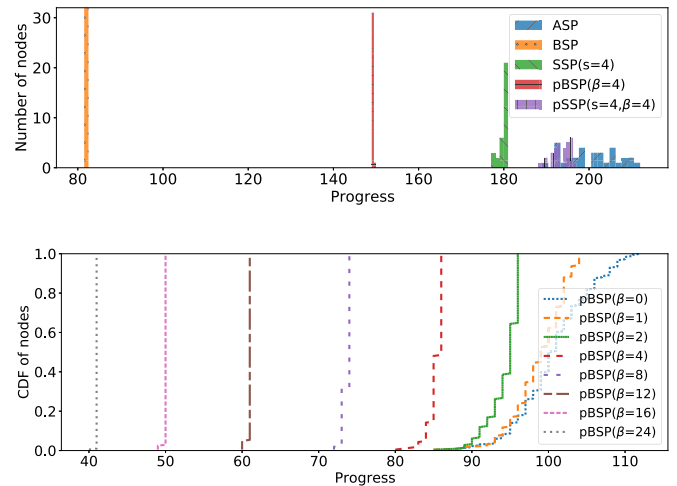 30
20
10
0
Number of nodes
ASP
BSP
SSP(s=4)
pBSP(β=4)
pSSP(s=4,β=4)
80 100 120 140 160 180 200
Progress
1.0
0.8
0.6
0.4
0.2
0.0
CDF of nodes
pBSP(β=0)
pBSP(β=1)
pBSP(β=2)
pBSP(β=4)
pBSP(β=8)
pBSP(β=12)
pBSP(β=16)
pBSP(β=24)
40 50 60 70 80 90 100 110
Progress